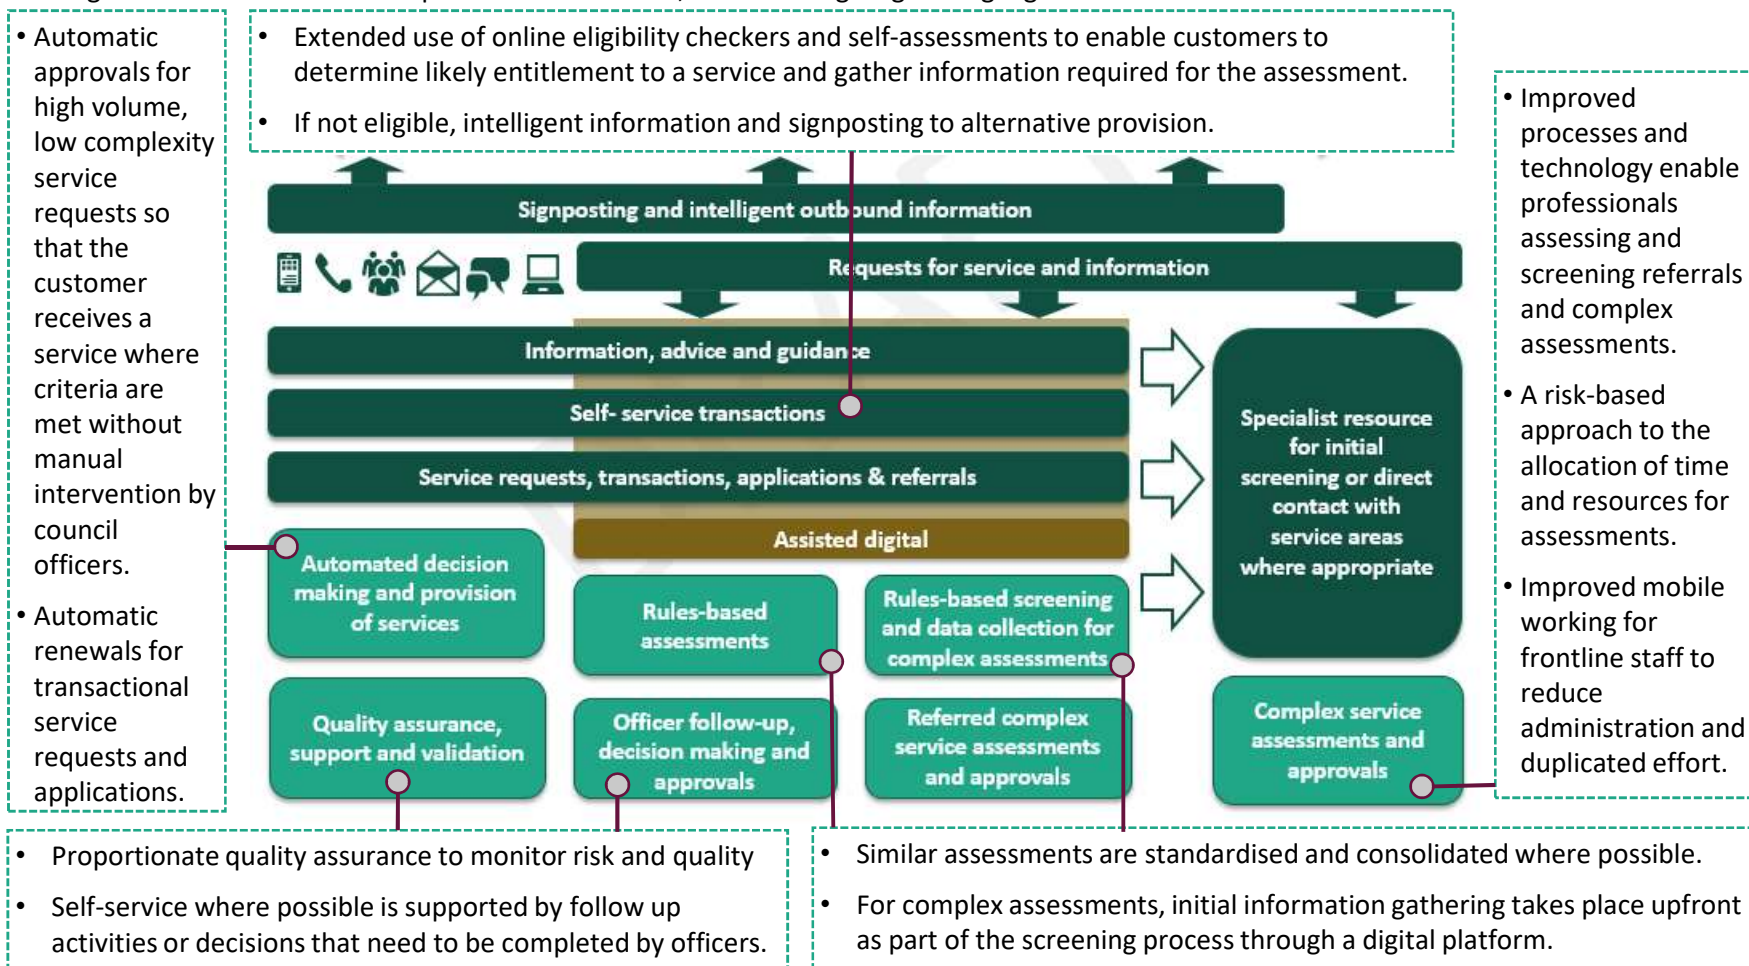 • Automatic
approvals for
high volume,
low complexity
service
requests so
that the
customer
receives a
service where
criteria are
met without
manual
intervention by
council
officers.
• Automatic
renewals for
transactional
service
requests and
applications.
• Extended use of online eligibility checkers and self-assessments to enable customers to
determine likely entitlement to a service and gather information required for the assessment.
• If not eligible, intelligent information and signposting to alternative provision.
• Improved
processes and
technology enable
professionals
assessing and
screening referrals
and complex
assessments.
• A risk-based
approach to the
allocation of time
and resources for
assessments.
• Improved mobile
working for
frontline staff to
reduce
administration and
duplicated effort.
Signposting and intelligent outbound information
Requests for service and information
Information, advice and guidance
Self- service transactions
Service requests, transactions, applications & referrals
Assisted digital
Specialist resource
for initial
screening or direct
contact with
service areas
where appropriate
Automated decision
making and provision
of services
Rules-based
assessments
Rules-based screening
and data collection for
complex assessments
Quality assurance,
support and validation
Officer follow-up,
decision making and
approvals
Referred complex
service assessments
and approvals
Complex service
assessments and
approvals
• Proportionate quality assurance to monitor risk and quality
• Self-service where possible is supported by follow up
activities or decisions that need to be completed by officers.
• Similar assessments are standardised and consolidated where possible.
• For complex assessments, initial information gathering takes place upfront
as part of the screening process through a digital platform.